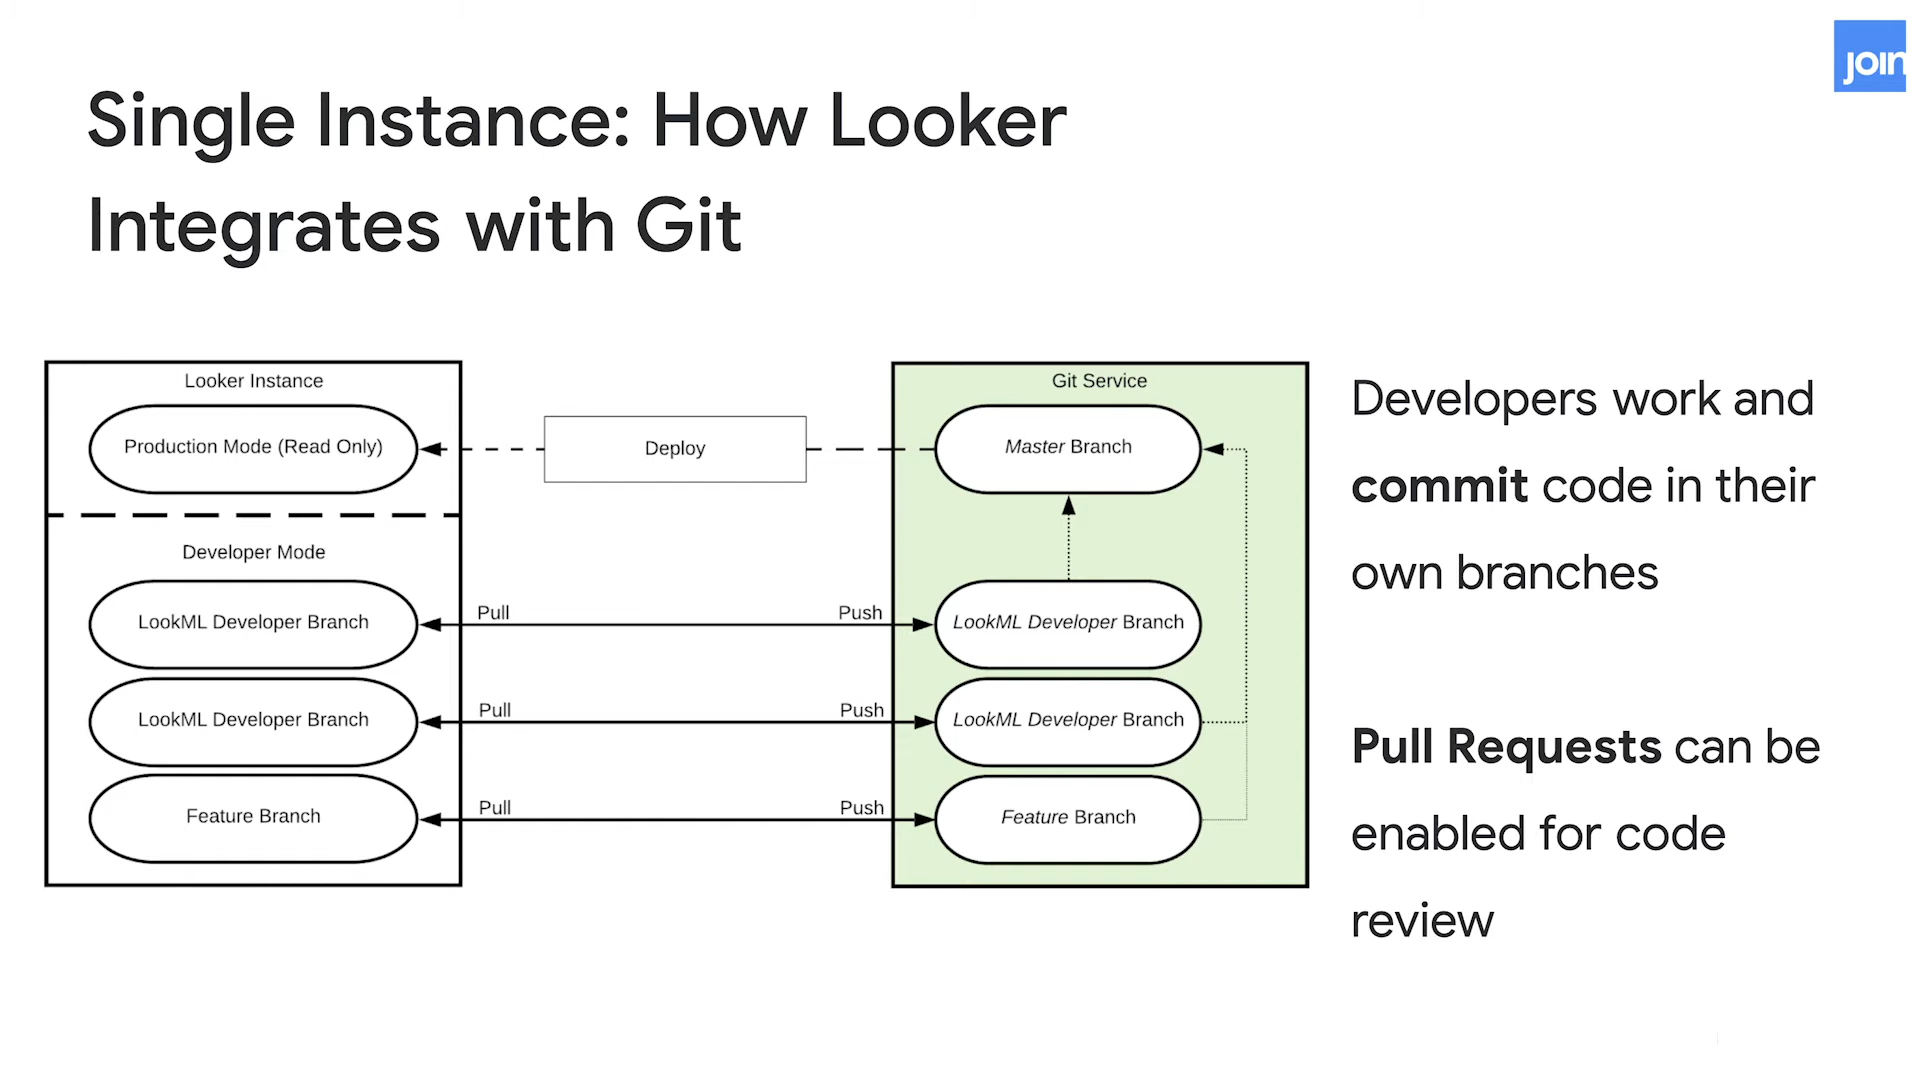 join
Single Instance: How Looker
Integrates with Git
Looker Instance
Production Mode (Read Only)
Deploy
Git Service
Master Branch
Developer Mode
LookML Developer Branch
Pull
Push
LookML Developer Branch
LookML Developer Branch
Pull
Push
LookML Developer Branch
Feature Branch
Pull
Push
Feature Branch
Developers work and
commit code in their
own branches
Pull Requests can be
enabled for code
review